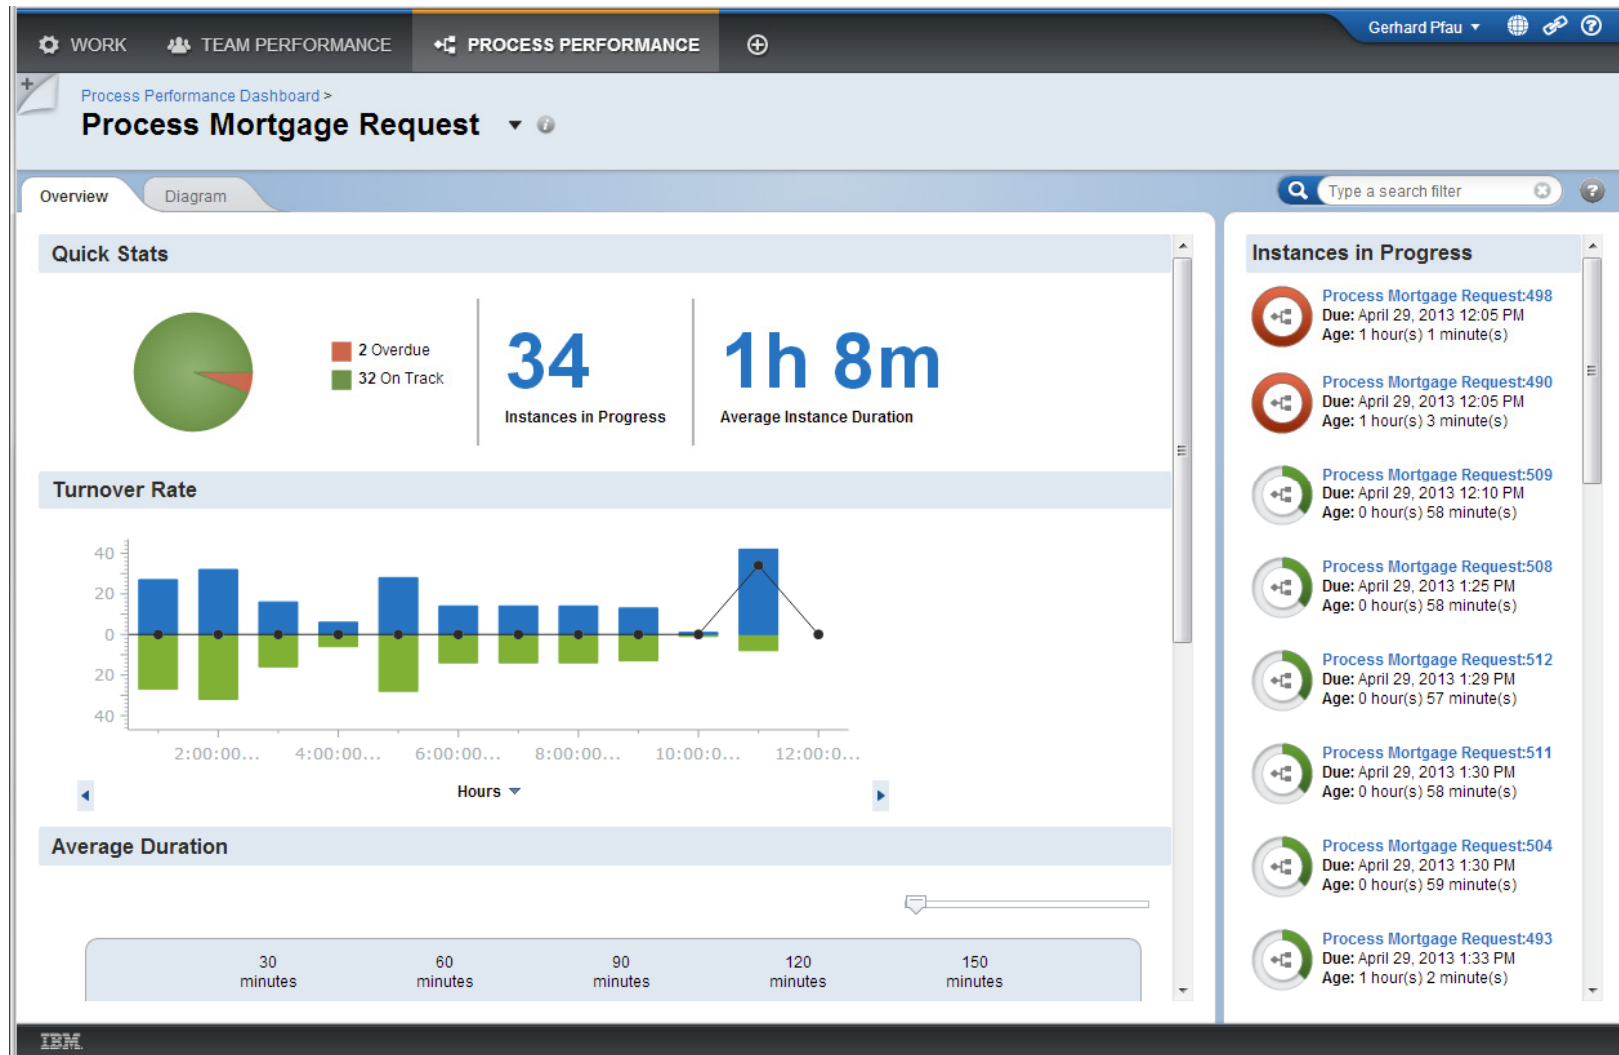 WORK
TEAM PERFORMANCE
PROCESS PERFORMANCE
Gerhard Pfau
Process Performance Dashboard >
Process Mortgage Request
Overview
Diagram
Type a search filter
Quick Stats
2 Overdue
32 On Track
34
Instances in Progress
1h 8m
Average Instance Duration
Turnover Rate
40
20
0
20
40
2:00:00...
4:00:00...
6:00:00...
8:00:00...
10:00:0...
12:00:0...
Hours
Average Duration
30 minutes
60 minutes
90 minutes
120 minutes
150 minutes
Instances in Progress
Process Mortgage Request:498
Due: April 29, 2013 12:05 PM
Age: 1 hour(s) 1 minute(s)
Process Mortgage Request:490
Due: April 29, 2013 12:05 PM
Age: 1 hour(s) 3 minute(s)
Process Mortgage Request:509
Due: April 29, 2013 12:10 PM
Age: 0 hour(s) 58 minute(s)
Process Mortgage Request:508
Due: April 29, 2013 1:25 PM
Age: 0 hour(s) 58 minute(s)
Process Mortgage Request:512
Due: April 29, 2013 1:29 PM
Age: 0 hour(s) 57 minute(s)
Process Mortgage Request:511
Due: April 29, 2013 1:30 PM
Age: 0 hour(s) 58 minute(s)
Process Mortgage Request:504
Due: April 29, 2013 1:30 PM
Age: 0 hour(s) 59 minute(s)
Process Mortgage Request:493
Due: April 29, 2013 1:33 PM
Age: 1 hour(s) 2 minute(s)
IBM.